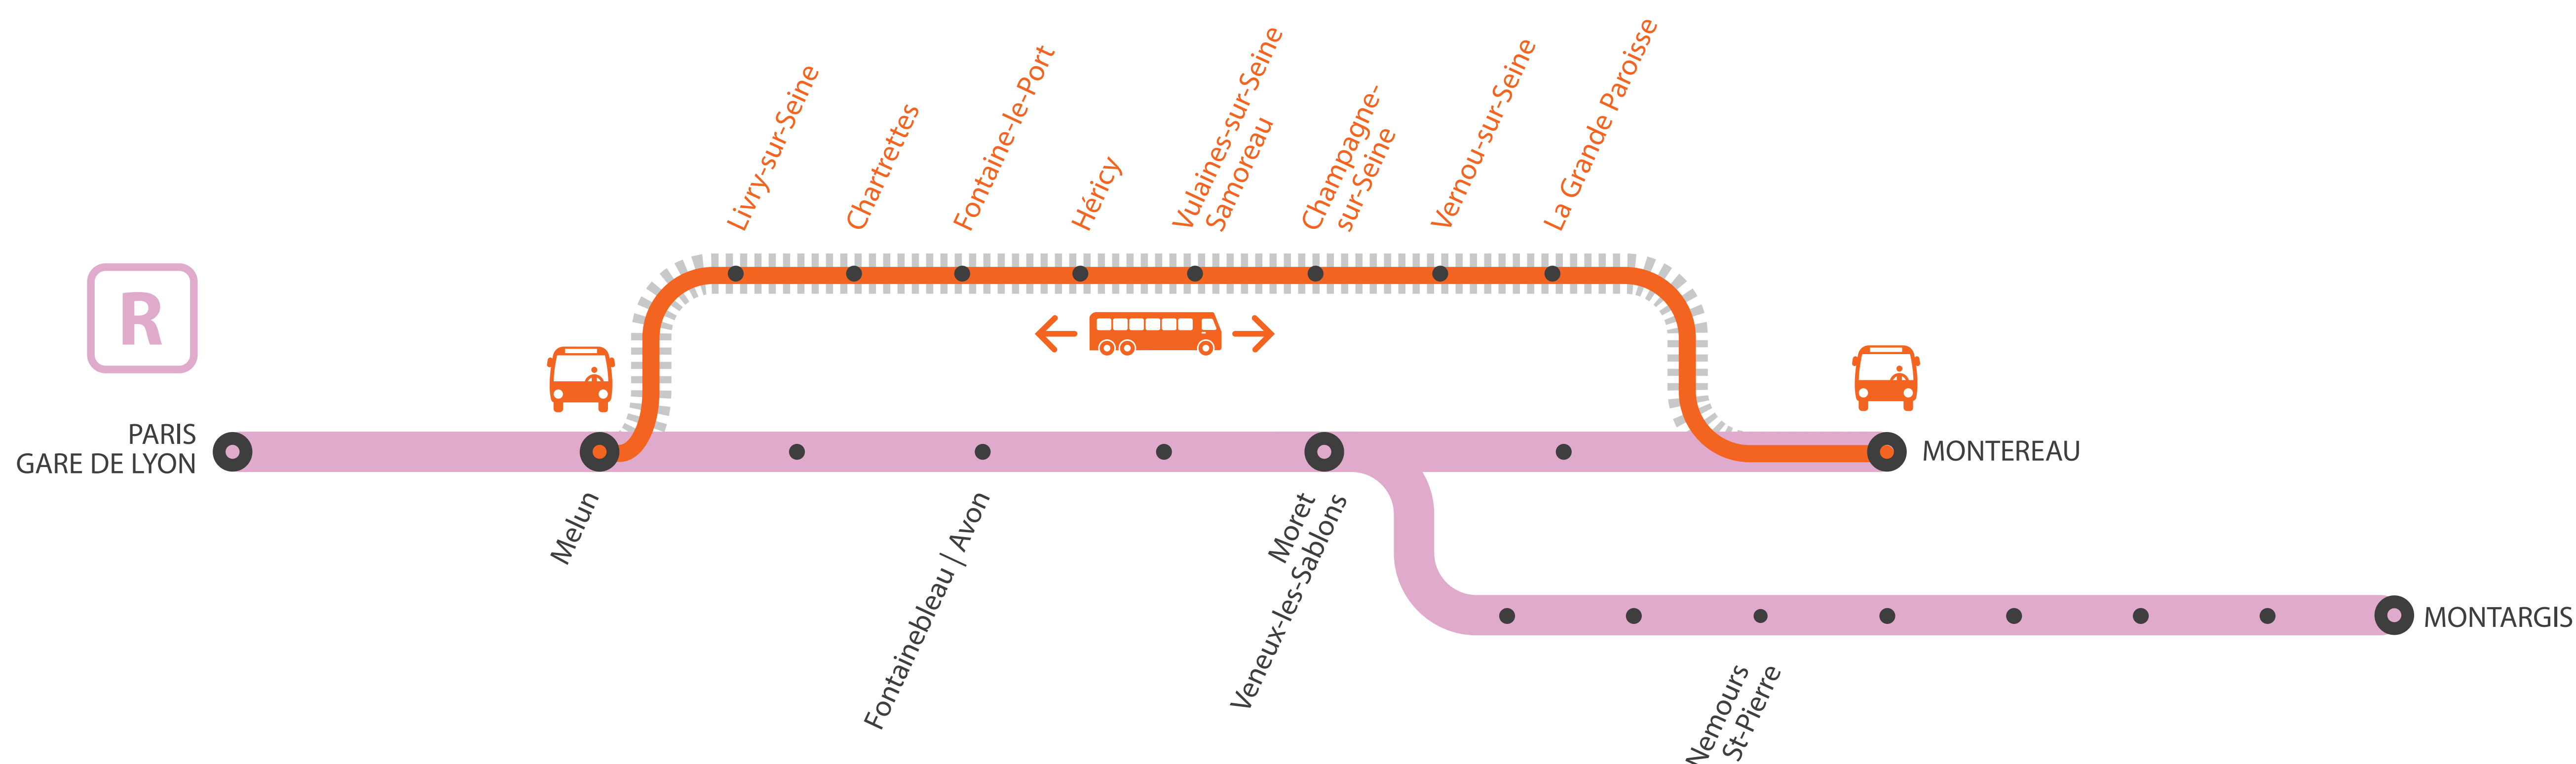 Livry-sur-Seine
Chartrettes
Fontaine-le-Port
Héricy
Vulaines-sur-Seine
Samoreau
Champagne-
sur-Seine
Vernou-sur-Seine
La Grande Paroisse
R
PARIS
GARE DE LYON
MONTEREAU
Melun
Fontainebleau | Avon
Moret
Veneux-les-Sablons
MONTARGIS
Nemours
St-Pierre